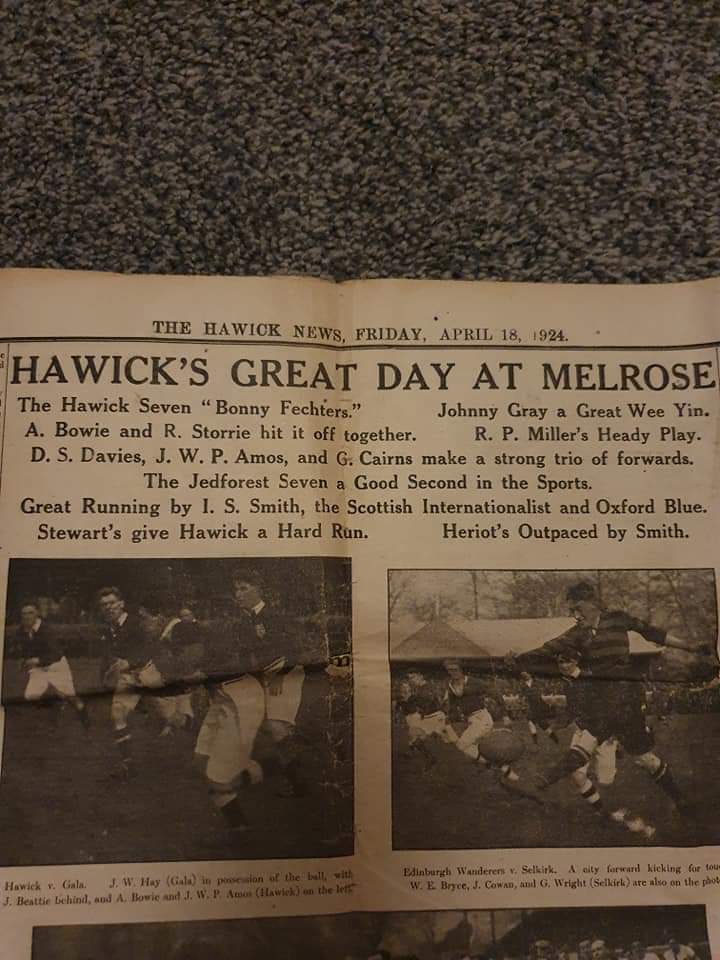 THE HAWICK NEWS, FRIDAY, APRIL 18, 1924.
HAWICK'S GREAT DAY AT MELROSE
The Hawick Seven "Bonny Fechters." Johnny Gray a Great Wee Yin.
A. Bowie and R. Storrie hit it off together. R. P. Miller's Heady Play.
D. S. Davies, J. W. P. Amos, and G. Cairns make a strong trio of forwards.
The Jedforest Seven a Good Second in the Sports.
Great Running by I. S. Smith, the Scottish Internationalist and Oxford Blue.
Stewart's give Hawick a Hard Run. Heriot's Outpaced by Smith.
Hawick v. Gala. J. W. Hay (Gala) in possession of the ball, with
J. Beattie behind, and A. Bowie and J. W. P. Amos (Hawick) on the left
Edinburgh Wanderers v. Selkirk. A city forward kicking for
W. E. Bryce, J. Cowan, and G. Wright (Selkirk) are also on the